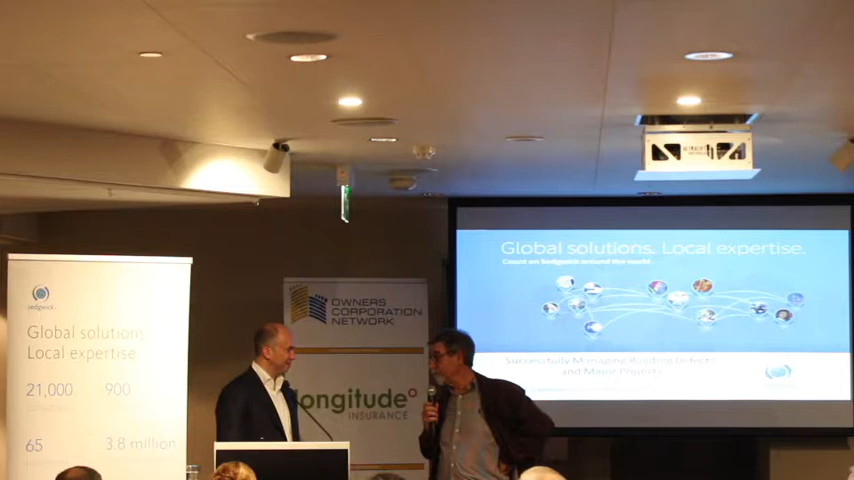 sedgwick
Global solutions
Local expertise
21,000
900
65
3.8 million
OWNERS
CORPORATION
NETWORK
longitude
INSURANCE
Global solutions. Local expertise.
Count on Sedgwick around the world
Successfully Managing Building Defects
and Major Projects